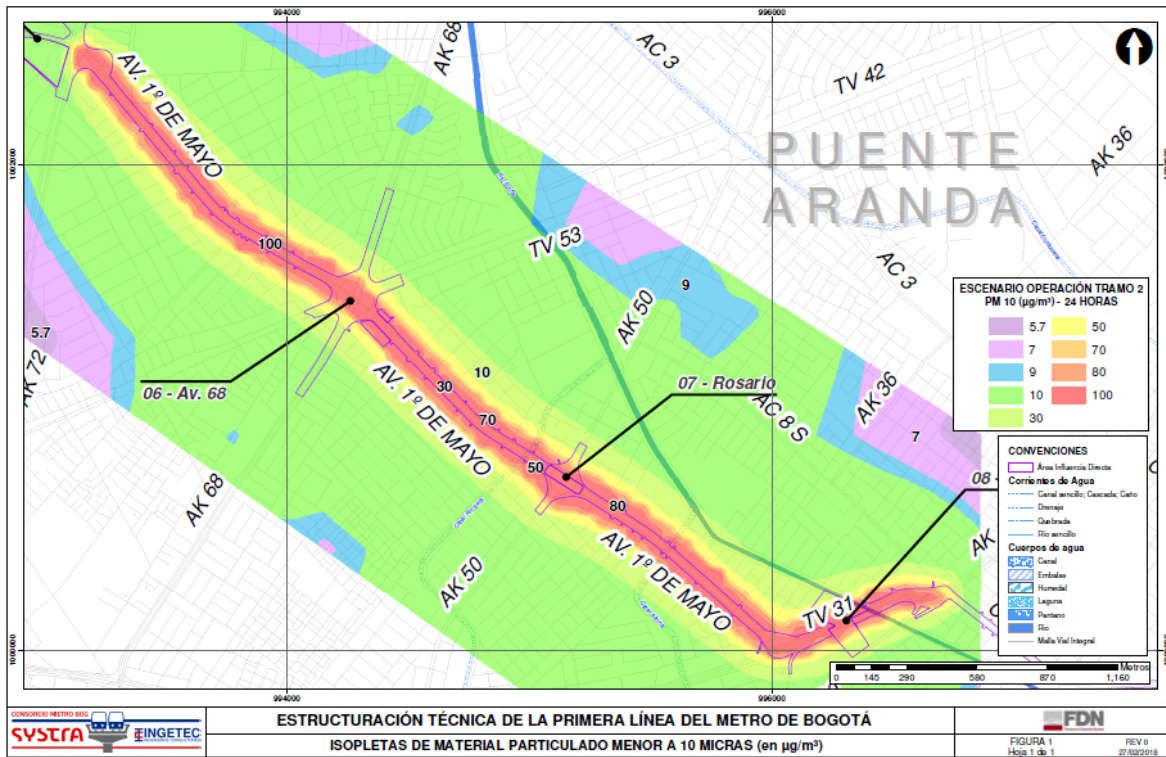 994000
996000
AK 68
AC 3
TV 42
AV. 1º DE MAYO
PUENTE
ARANDA
AK 36
1002000
TV 53
100
AC 3
9
AK 50
ESCENARIO OPERACIÓN TRAMO 2
PM 10 (µg/m³) - 24 HORAS
5.7 50
7 70
9 80
10 100
30
5.7
AK 72
06 - Av. 68
AV. 1º DE MAYO
10
30
07 - Rosario
AC 8 S
AK 36
70
7
50
80
08 -
AK 68
AK 50
AV. 1º DE MAYO
TV 31
AK
CONVENCIONES
Área Influencia Directa
Corrientes de Agua
Canal sencillo; Cascada; Caño
Drenaje
Quebrada
Río sencillo
Cuerpos de agua
Canal
Embalse
Humedal
Laguna
Pantano
Río
Malla Vial Integral
1000000
Metros
0 145 290 580 870 1,160
994000
996000
CONSORCIO METRO BOG
SYSTRA INGETEC
ESTRUCTURACIÓN TÉCNICA DE LA PRIMERA LÍNEA DEL METRO DE BOGOTÁ
ISOPLETAS DE MATERIAL PARTICULADO MENOR A 10 MICRAS (en µg/m³)
FDN
FIGURA 1 REV 0
Hoja 1 de 1 27/02/2018